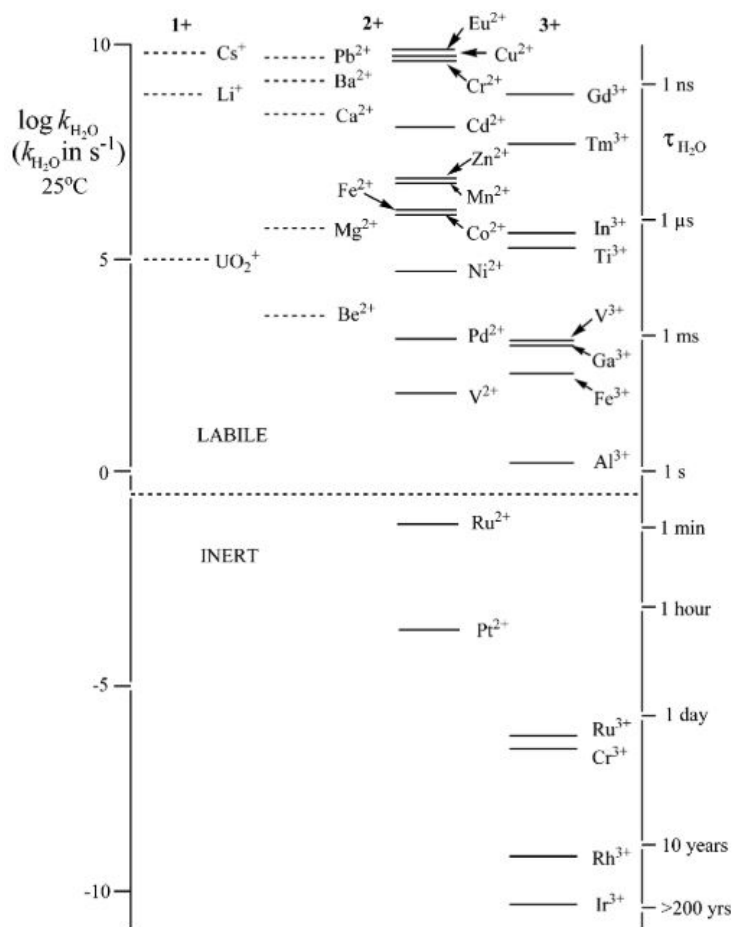 1+ 2+ 3+
10
Eu²⁺
Cs⁺ Pb²⁺ Cu²⁺
Ba²⁺ Cr²⁺ 1 ns
Li⁺ Gd³⁺
log k_H₂O Ca²⁺ Cd²⁺
(k_H₂O in s⁻¹) Tm³⁺ τ_H₂O
25°C Zn²⁺
Fe²⁺ Mn²⁺
Mg²⁺ Co²⁺ In³⁺ 1 µs
5 UO₂⁺ Ni²⁺ Ti³⁺
Be²⁺ V³⁺
Pd²⁺ 1 ms
Ga³⁺
V²⁺ Fe³⁺
LABILE
0 Al³⁺ 1 s
Ru²⁺ 1 min
INERT
1 hour
Pt²⁺
-5
1 day
Ru³⁺
Cr³⁺
10 years
Rh³⁺
-10 Ir³⁺ >200 yrs